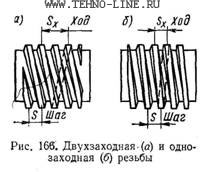 www.tehno-line.ru
а) Sx Ход б) Sx Ход
S Шаг S Шаг
Рис. 166. Двухзаходная (а) и одно-
заходная (б) резьбы